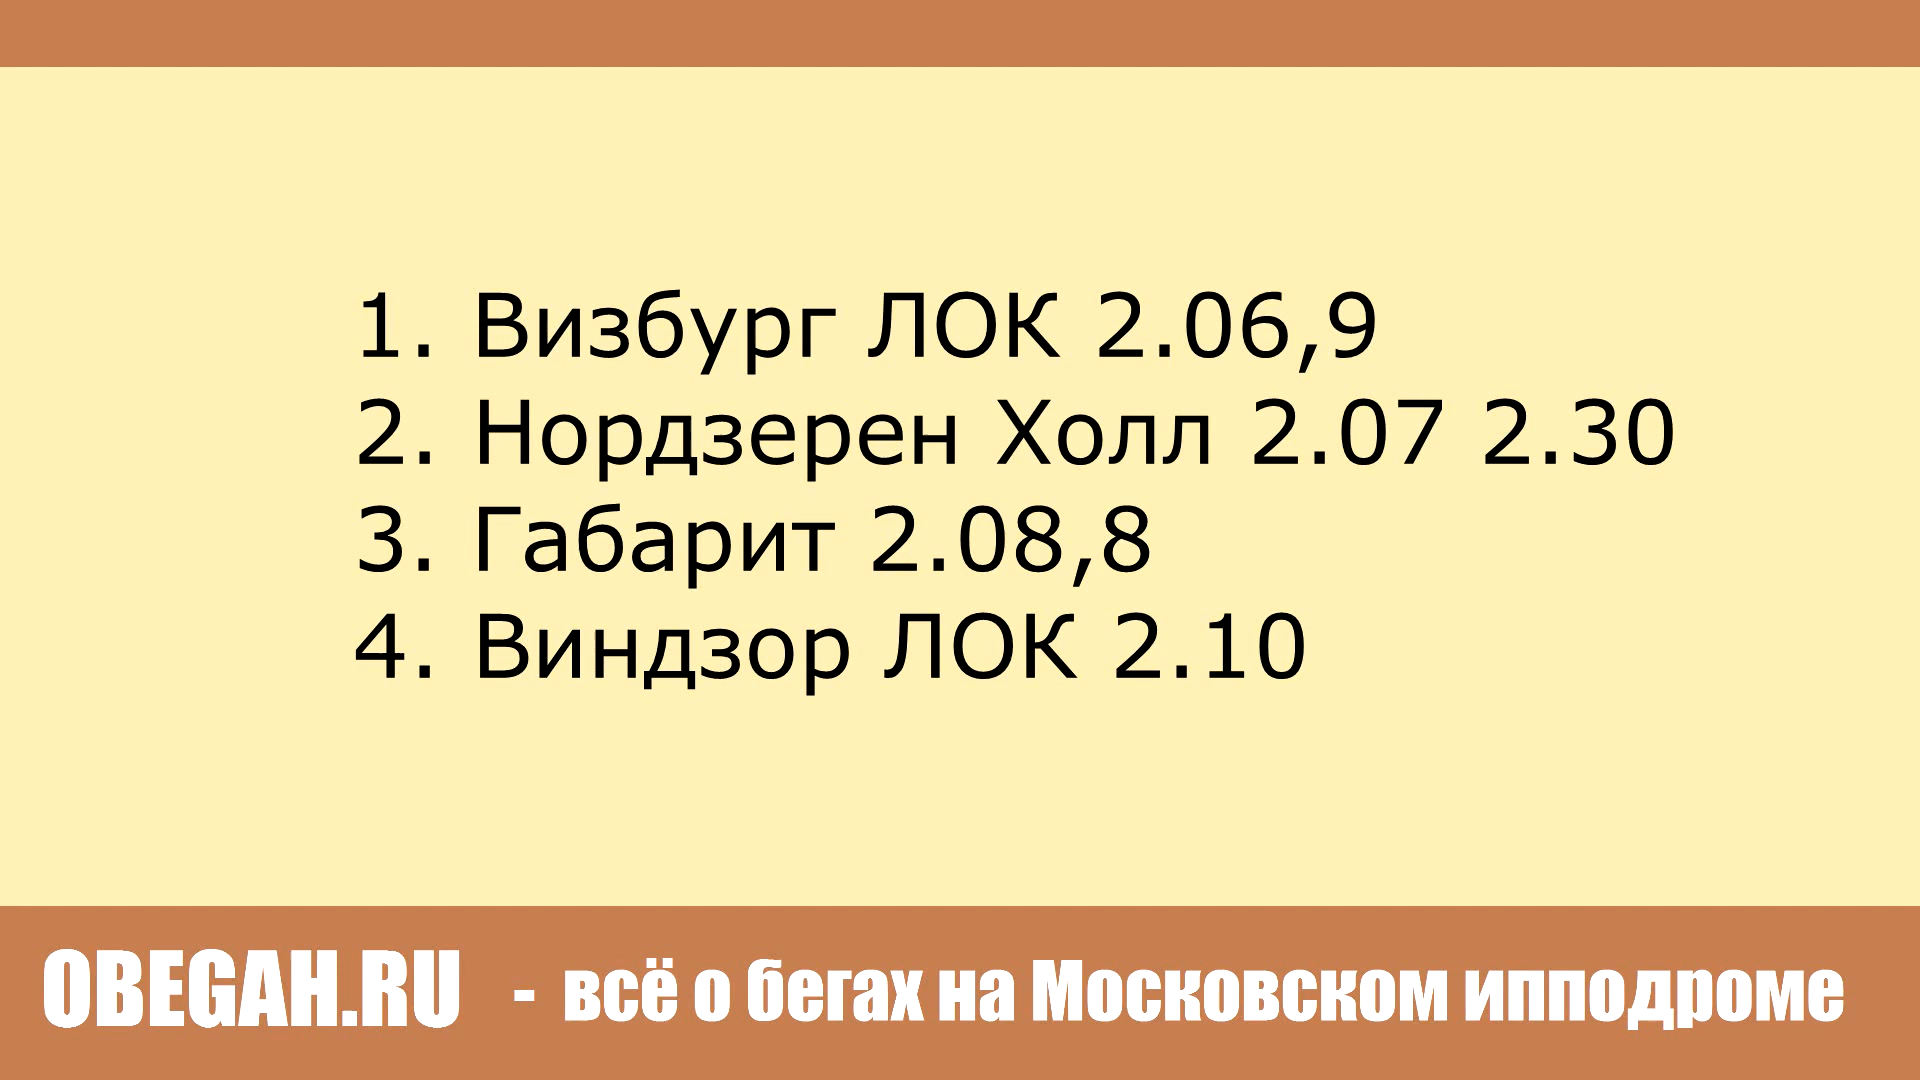 1. Визбург ЛОК 2.06,9
2. Нордзерен Холл 2.07 2.30
3. Габарит 2.08,8
4. Виндзор ЛОК 2.10
OBEGAH.RU - всё о бегах на Московском ипподроме